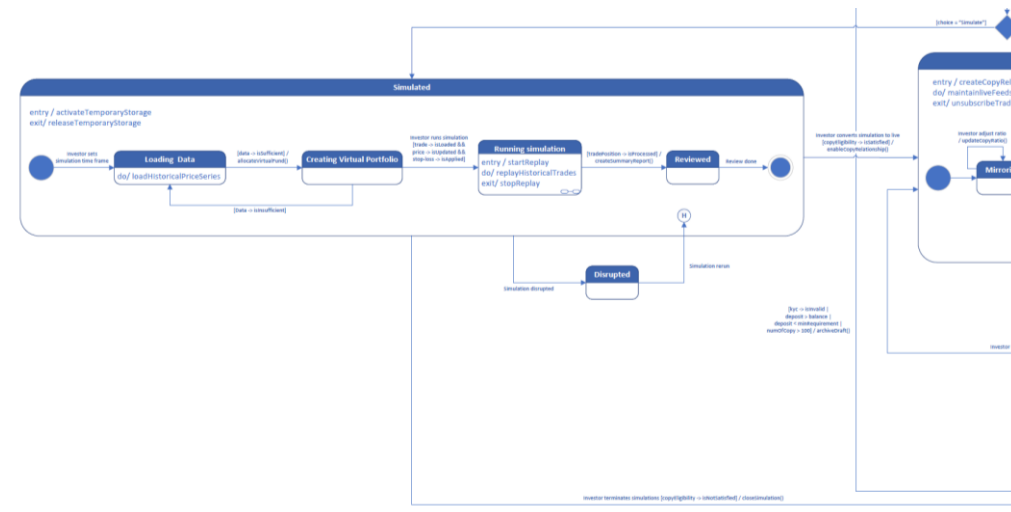 [choice = "Simulate"]
Simulated
entry / activateTemporaryStorage
exit/ releaseTemporaryStorage
Investor sets
simulation time frame
Loading Data
do/ loadHistoricalPriceSeries
[data -> isSufficient] /
allocateVirtualFund()
Creating Virtual Portfolio
[Data -> isInsufficient]
Investor runs simulation
[trade -> isLoaded &&
price -> isUpdated &&
stop-loss -> isApplied]
Running simulation
entry / startReplay
do/ replayHistoricalTrades
exit/ stopReplay
[tradePosition -> isProcessed] /
createSummaryReport()
Reviewed
Review done
H
Simulation disrupted
Disrupted
Simulation rerun
Investor converts simulation to live
[copyEligibility -> isSatisfied] /
enableCopyRelationship()
entry / createCopyRel
do/ maintainliveFeeds
exit/ unsubscribeTrad
Investor adjust ratio
/ updateCopyRatio()
Mirrori
[kyc -> isInvalid |
deposit > balance |
deposit < minRequirement |
numOfCopy > 100] / archiveDraft()
Investor
Investor terminates simulations [copyEligibility -> isNotSatisfied] / closeSimulation()